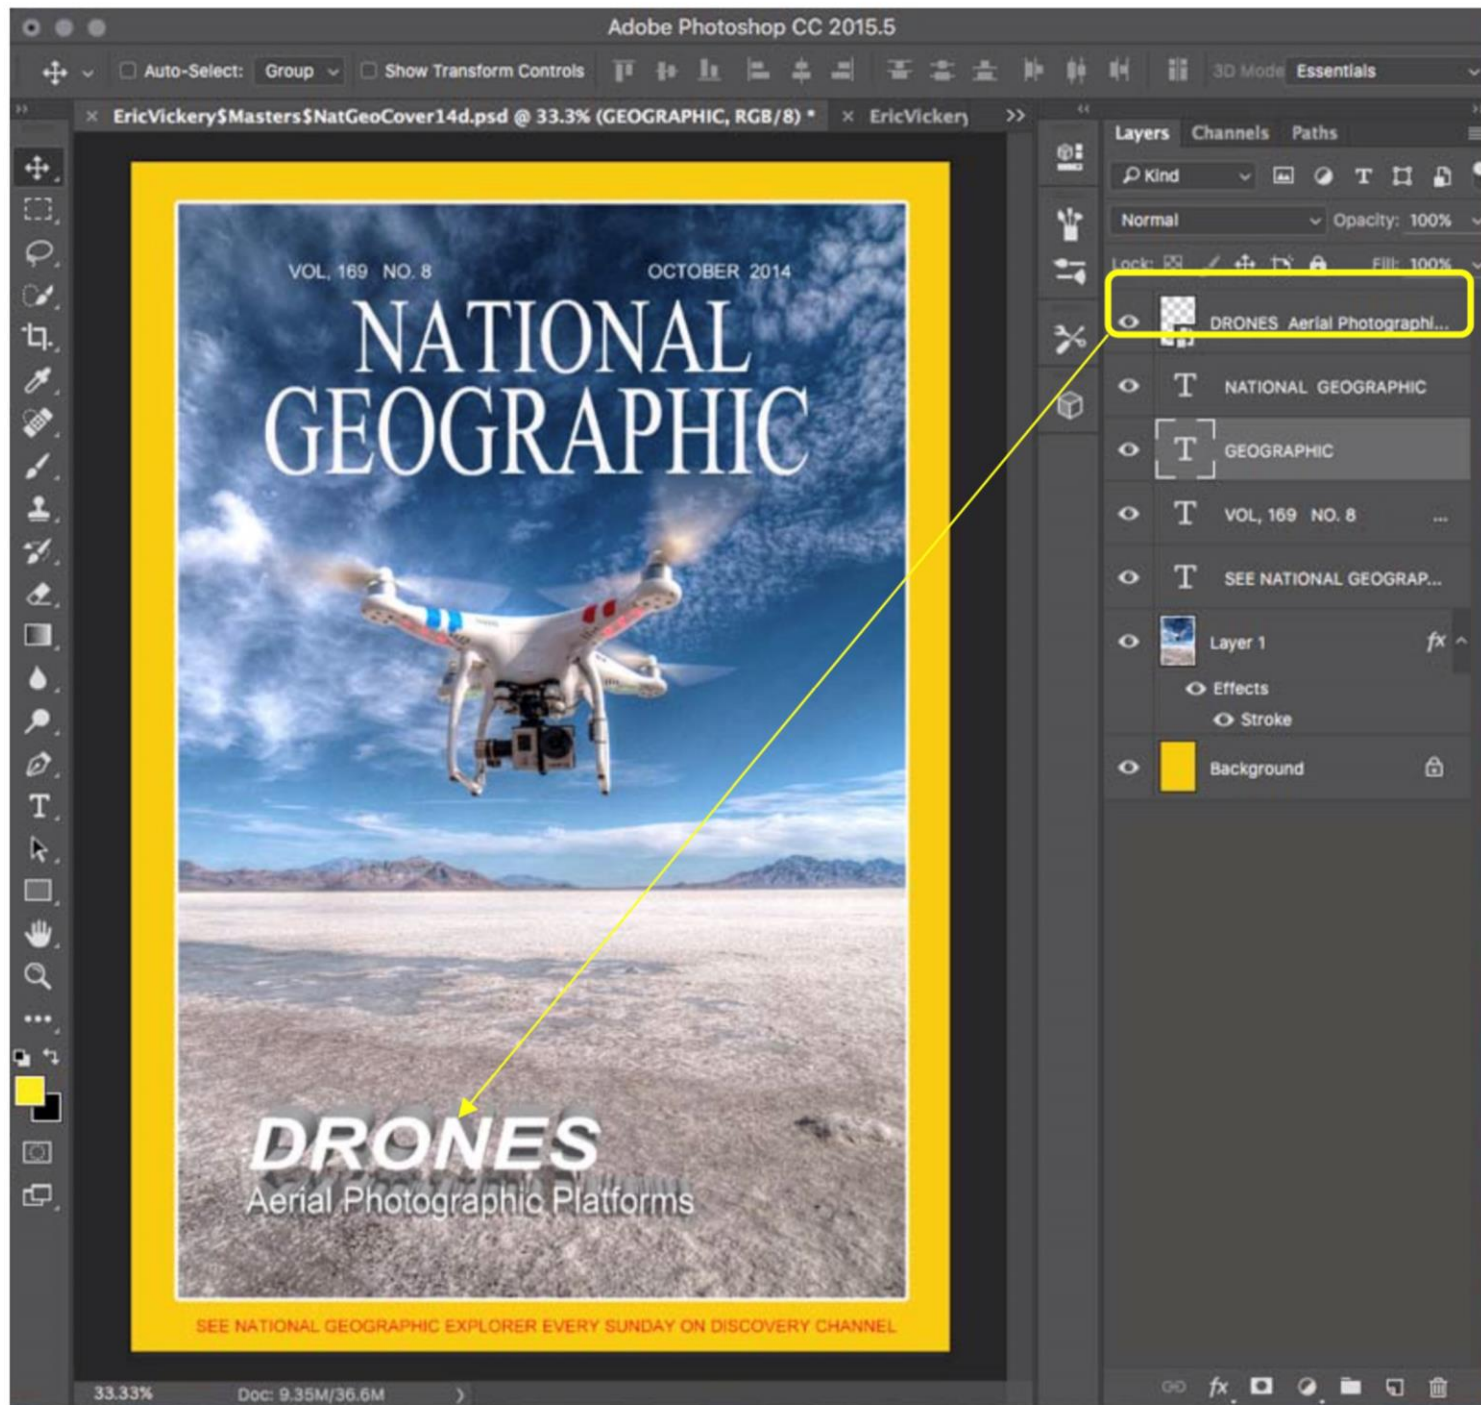 Adobe Photoshop CC 2015.5
Auto-Select: Group Show Transform Controls 3D Mode Essentials
× EricVickery$Masters$NatGeoCover14d.psd @ 33.3% (GEOGRAPHIC, RGB/8) * × EricVickery >>
VOL, 169 NO. 8 OCTOBER 2014
NATIONAL
GEOGRAPHIC
DRONES
Aerial Photographic Platforms
SEE NATIONAL GEOGRAPHIC EXPLORER EVERY SUNDAY ON DISCOVERY CHANNEL
33.33% Doc: 9.35M/36.6M
Layers Channels Paths
Kind
Normal Opacity: 100%
Lock: Fill: 100%
DRONES Aerial Photographi...
T NATIONAL GEOGRAPHIC
T GEOGRAPHIC
T VOL, 169 NO. 8 ...
T SEE NATIONAL GEOGRAP...
Layer 1 fx
Effects
Stroke
Background
fx